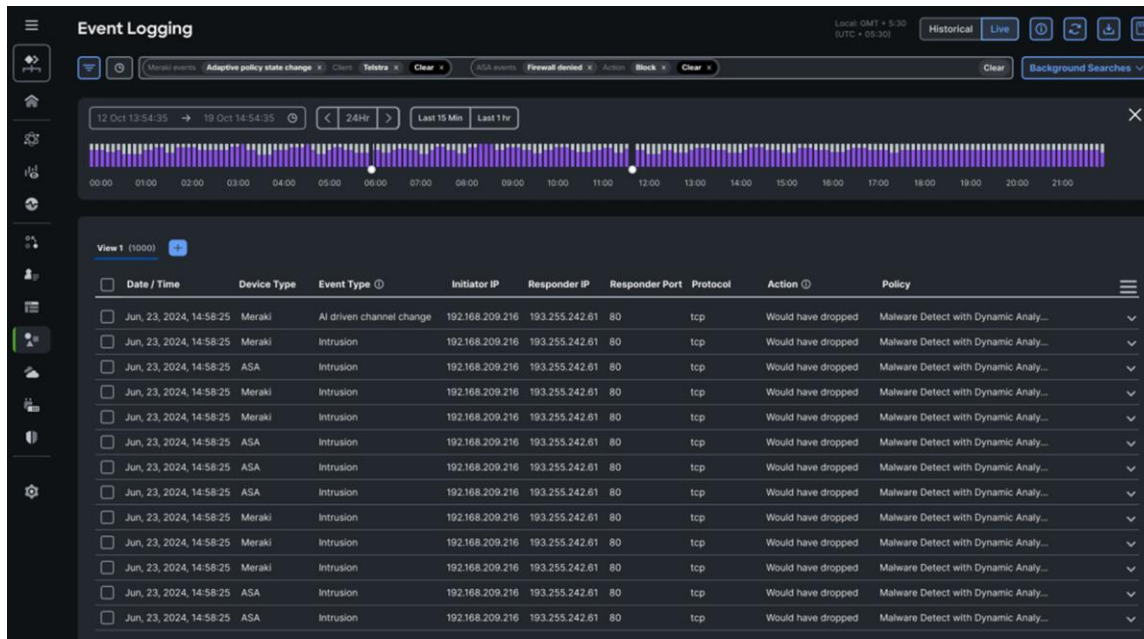 Event Logging
Local: GMT + 5:30
(UTC + 05:30)
Historical Live
Meraki events Adaptive policy state change × Client Telstra × Clear ×
ASA events Firewall denied × Action Block × Clear ×
Clear
Background Searches
12 Oct 13:54:35 → 19 Oct 14:54:35
< 24Hr >
Last 15 Min Last 1 hr
00:00 01:00 02:00 03:00 04:00 05:00 06:00 07:00 08:00 09:00 10:00 11:00 12:00 13:00 14:00 15:00 16:00 17:00 18:00 19:00 20:00 21:00
View 1 (1000) +
Date / Time Device Type Event Type Initiator IP Responder IP Responder Port Protocol Action Policy
Jun, 23, 2024, 14:58:25 Meraki AI driven channel change 192.168.209.216 193.255.242.61 80 tcp Would have dropped Malware Detect with Dynamic Analy...
Jun, 23, 2024, 14:58:25 Meraki Intrusion 192.168.209.216 193.255.242.61 80 tcp Would have dropped Malware Detect with Dynamic Analy...
Jun, 23, 2024, 14:58:25 ASA Intrusion 192.168.209.216 193.255.242.61 80 tcp Would have dropped Malware Detect with Dynamic Analy...
Jun, 23, 2024, 14:58:25 Meraki Intrusion 192.168.209.216 193.255.242.61 80 tcp Would have dropped Malware Detect with Dynamic Analy...
Jun, 23, 2024, 14:58:25 Meraki Intrusion 192.168.209.216 193.255.242.61 80 tcp Would have dropped Malware Detect with Dynamic Analy...
Jun, 23, 2024, 14:58:25 ASA Intrusion 192.168.209.216 193.255.242.61 80 tcp Would have dropped Malware Detect with Dynamic Analy...
Jun, 23, 2024, 14:58:25 ASA Intrusion 192.168.209.216 193.255.242.61 80 tcp Would have dropped Malware Detect with Dynamic Analy...
Jun, 23, 2024, 14:58:25 ASA Intrusion 192.168.209.216 193.255.242.61 80 tcp Would have dropped Malware Detect with Dynamic Analy...
Jun, 23, 2024, 14:58:25 Meraki Intrusion 192.168.209.216 193.255.242.61 80 tcp Would have dropped Malware Detect with Dynamic Analy...
Jun, 23, 2024, 14:58:25 Meraki Intrusion 192.168.209.216 193.255.242.61 80 tcp Would have dropped Malware Detect with Dynamic Analy...
Jun, 23, 2024, 14:58:25 Meraki Intrusion 192.168.209.216 193.255.242.61 80 tcp Would have dropped Malware Detect with Dynamic Analy...
Jun, 23, 2024, 14:58:25 ASA Intrusion 192.168.209.216 193.255.242.61 80 tcp Would have dropped Malware Detect with Dynamic Analy...
Jun, 23, 2024, 14:58:25 ASA Intrusion 192.168.209.216 193.255.242.61 80 tcp Would have dropped Malware Detect with Dynamic Analy...